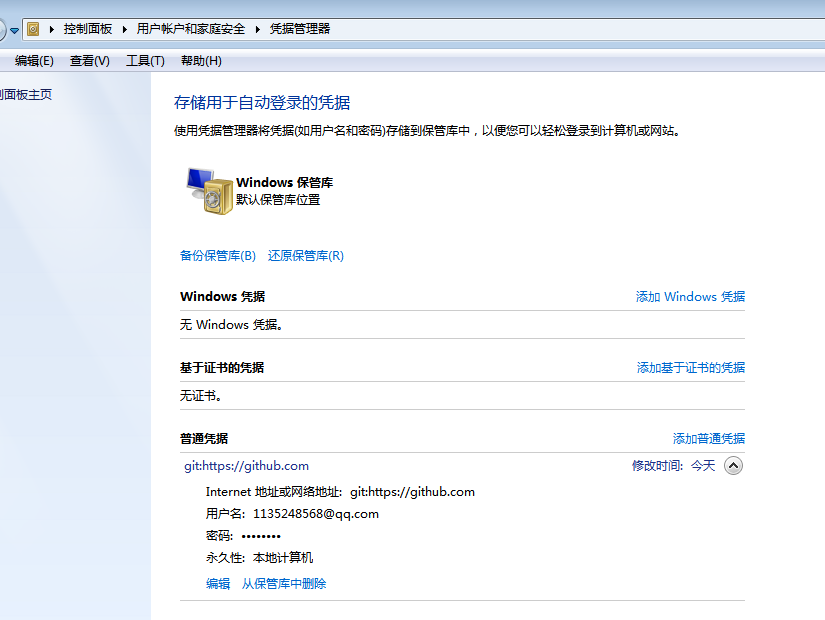 控制面板 用户帐户和家庭安全 凭据管理器
编辑(E) 查看(V) 工具(T) 帮助(H)
面板主页
存储用于自动登录的凭据
使用凭据管理器将凭据(如用户名和密码)存储到保管库中，以便您可以轻松登录到计算机或网站。
Windows 保管库
默认保管库位置
备份保管库(B) 还原保管库(R)
Windows 凭据 添加 Windows 凭据
无 Windows 凭据。
基于证书的凭据 添加基于证书的凭据
无证书。
普通凭据 添加普通凭据
git:https://github.com 修改时间: 今天
Internet 地址或网络地址: git:https://github.com
用户名: 1135248568@qq.com
密码: ••••••••
永久性: 本地计算机
编辑 从保管库中删除